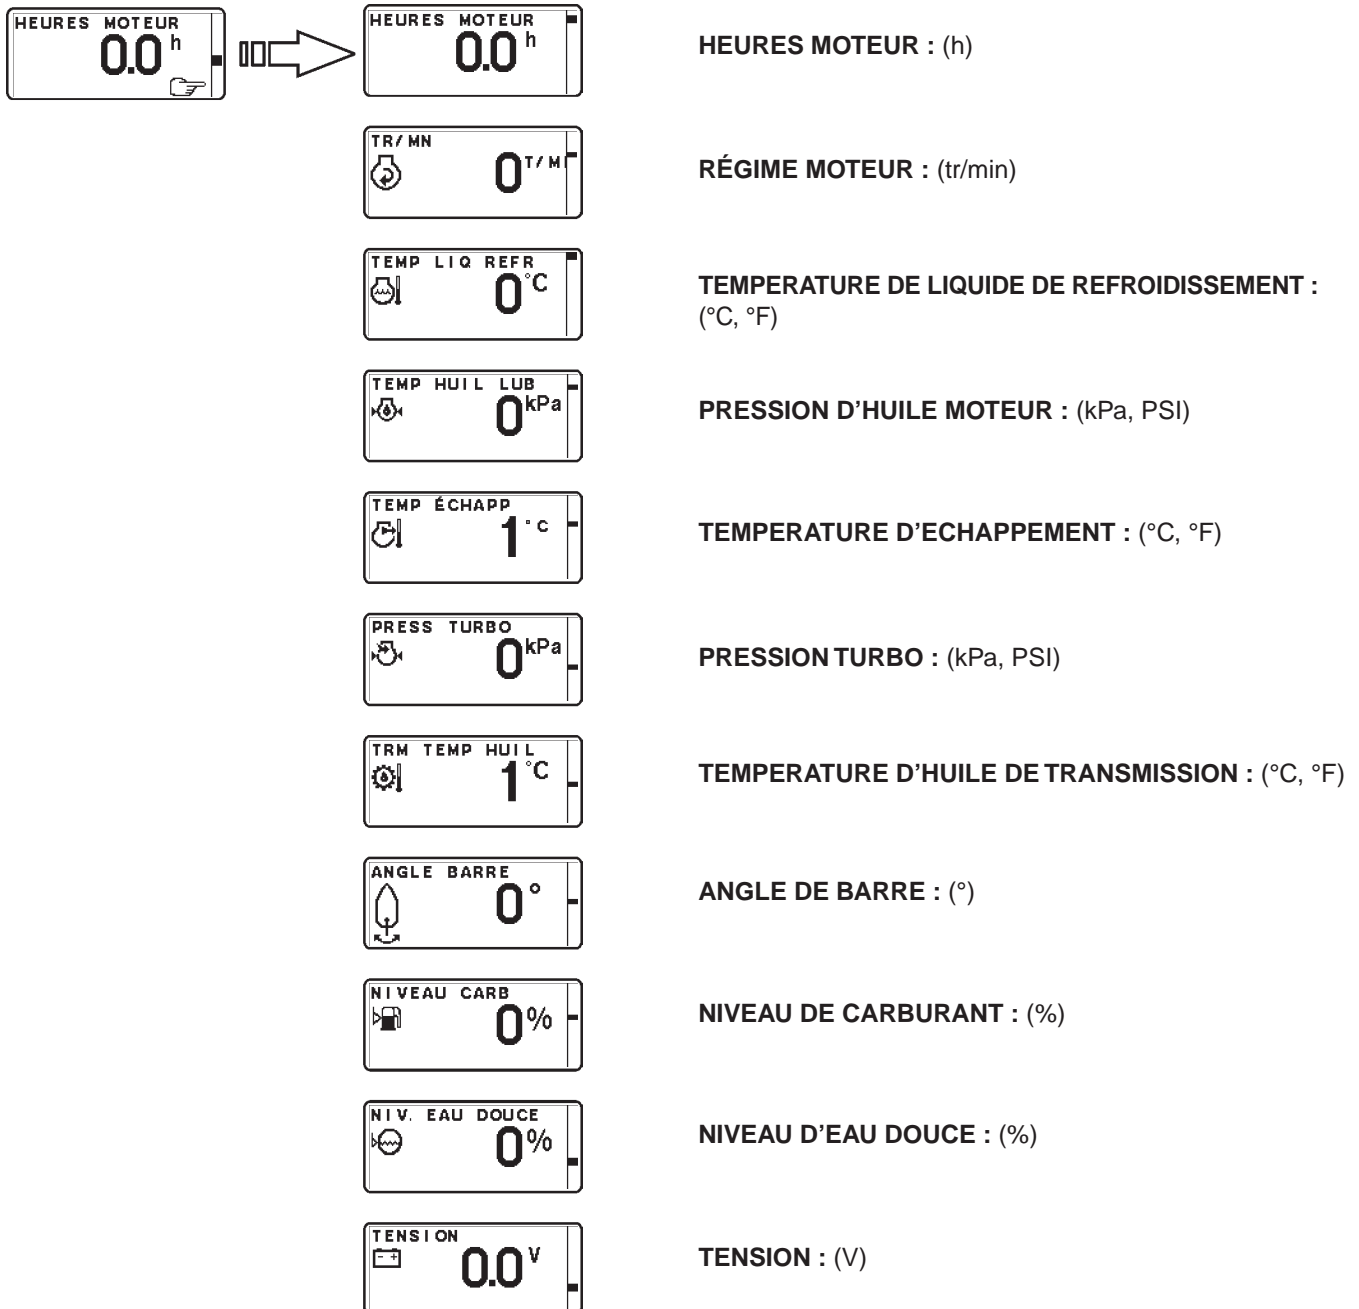 HEURES MOTEUR
0.0 h
HEURES MOTEUR
0.0 h
HEURES MOTEUR : (h)
TR/MN
0 T/M
RÉGIME MOTEUR : (tr/min)
TEMP LIQ REFR
0 °C
TEMPERATURE DE LIQUIDE DE REFROIDISSEMENT :
(°C, °F)
TEMP HUIL LUB
0 kPa
PRESSION D'HUILE MOTEUR : (kPa, PSI)
TEMP ÉCHAPP
1 °C
TEMPERATURE D'ECHAPPEMENT : (°C, °F)
PRESS TURBO
0 kPa
PRESSION TURBO : (kPa, PSI)
TRM TEMP HUIL
1 °C
TEMPERATURE D'HUILE DE TRANSMISSION : (°C, °F)
ANGLE BARRE
0 °
ANGLE DE BARRE : (°)
NIVEAU CARB
0 %
NIVEAU DE CARBURANT : (%)
NIV. EAU DOUCE
0 %
NIVEAU D'EAU DOUCE : (%)
TENSION
0.0 V
TENSION : (V)